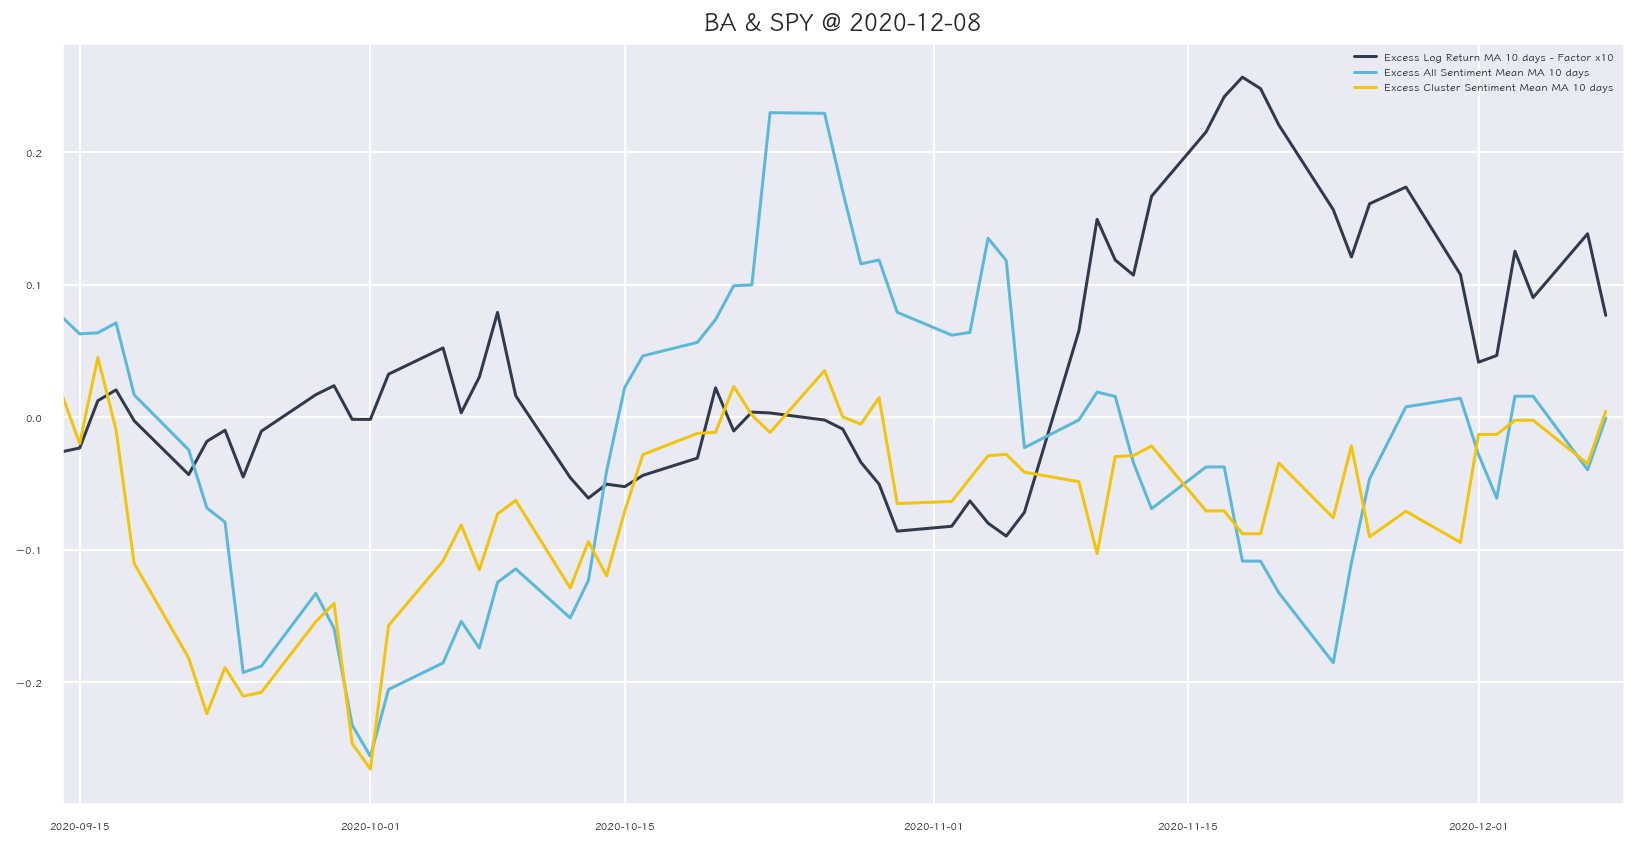 BA & SPY @ 2020-12-08
Excess Log Return MA 10 days - Factor x10
Excess All Sentiment Mean MA 10 days
Excess Cluster Sentiment Mean MA 10 days
0.2
0.1
0.0
−0.1
−0.2
2020-09-15 2020-10-01 2020-10-15 2020-11-01 2020-11-15 2020-12-01